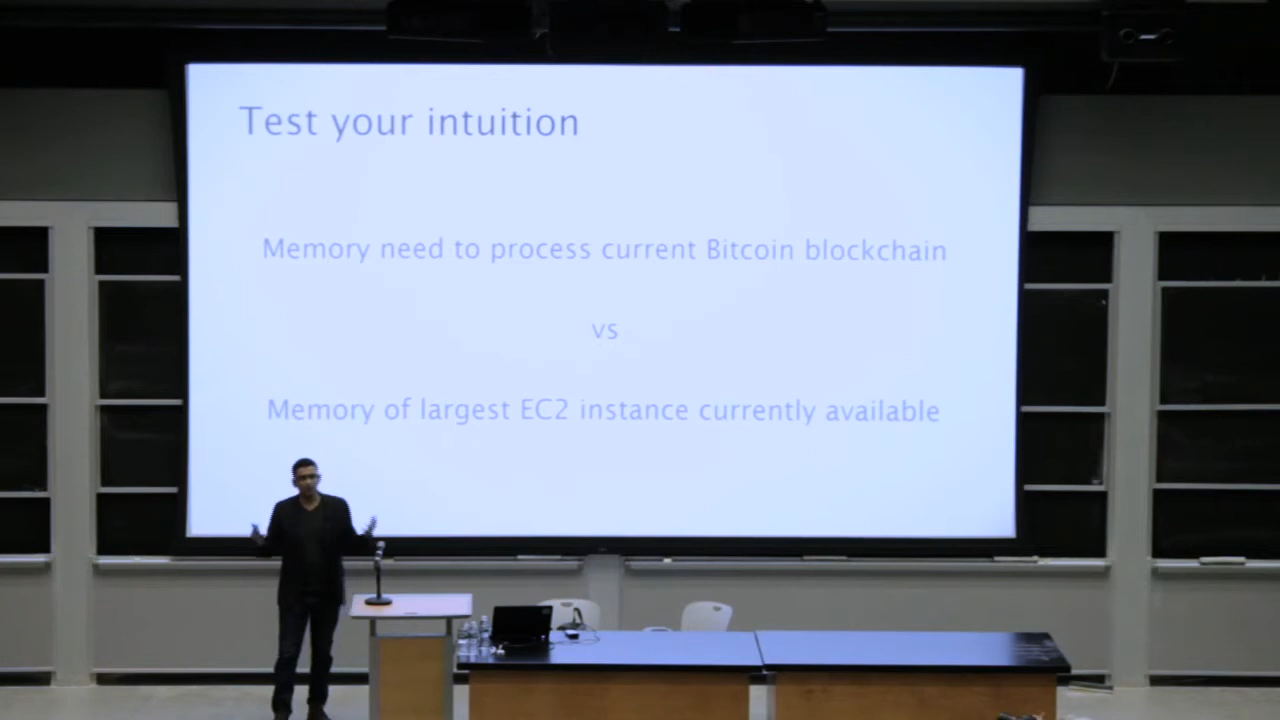 Test your intuition
Memory need to process current Bitcoin blockchain
vs
Memory of largest EC2 instance currently available